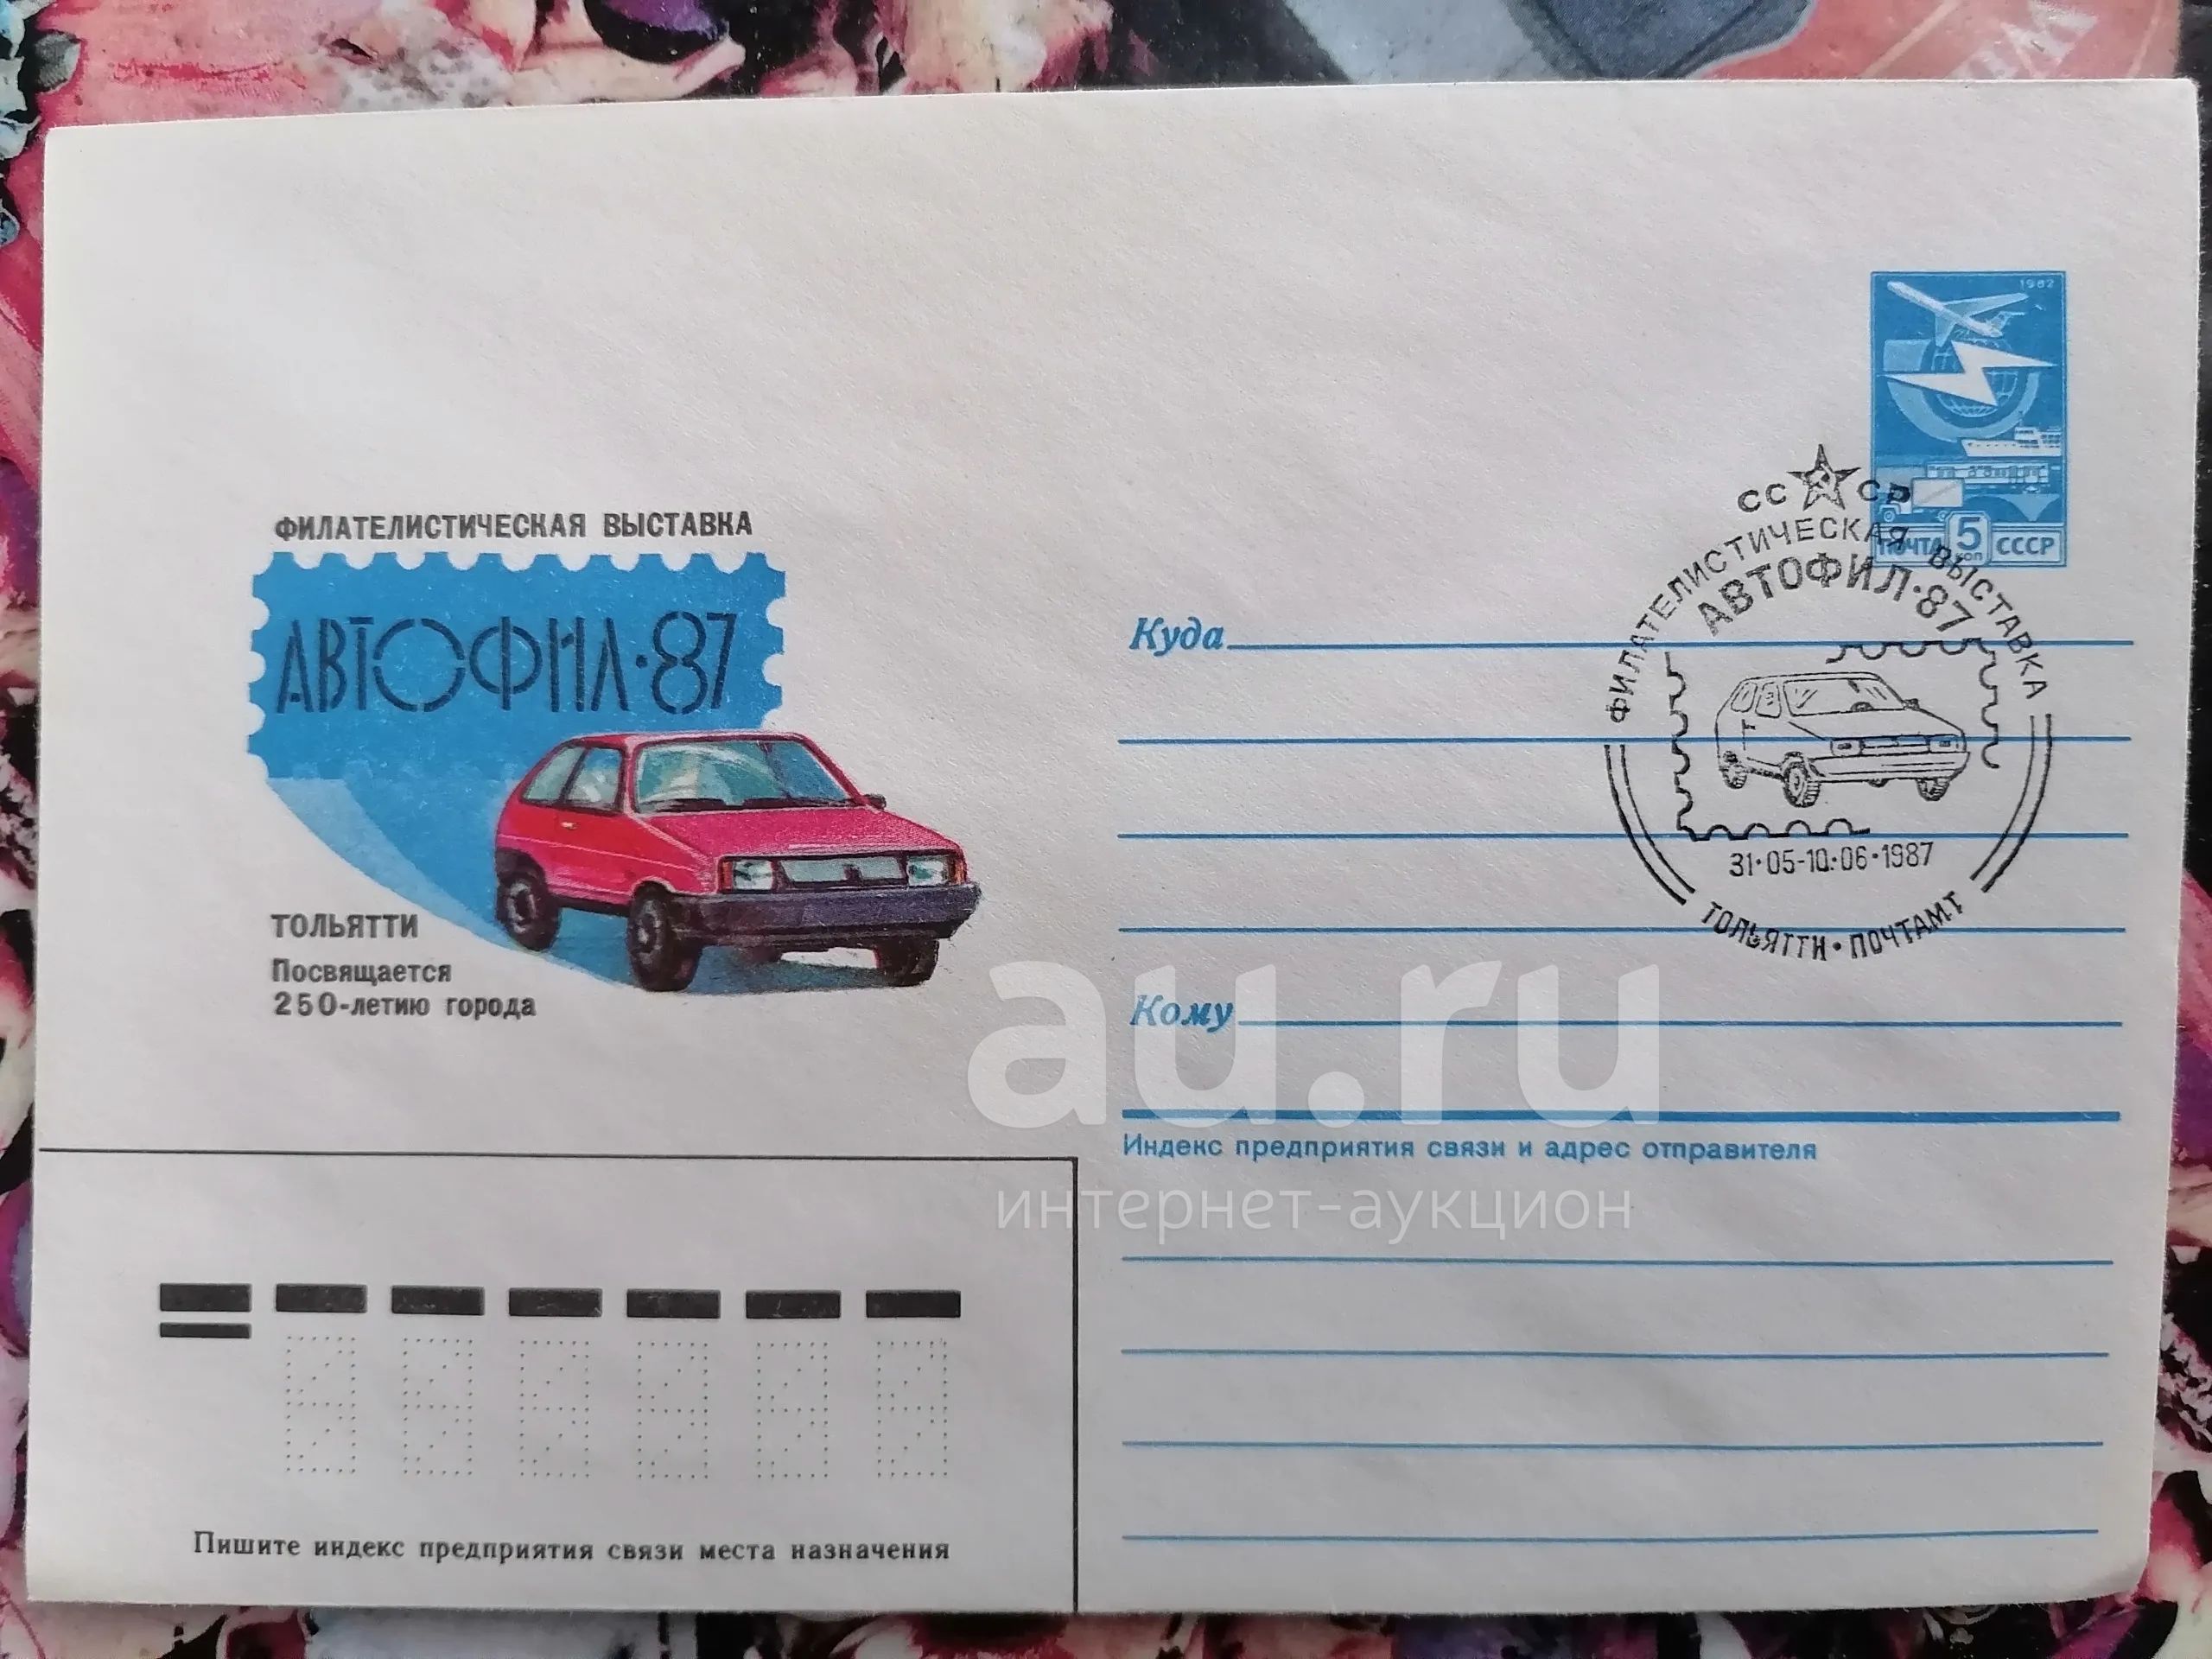 ФИЛАТЕЛИСТИЧЕСКАЯ ВЫСТАВКА
АВТОФИЛ·87
ТОЛЬЯТТИ
Посвящается
250-летию города
1982
ПОЧТА 5 коп СССР
СССР
ФИЛАТЕЛИСТИЧЕСКАЯ ВЫСТАВКА
АВТОФИЛ·87
31·05-10·06·1987
ТОЛЬЯТТИ · ПОЧТАМТ
Куда
Кому
au.ru
Индекс предприятия связи и адрес отправителя
интернет-аукцион
Пишите индекс предприятия связи места назначения